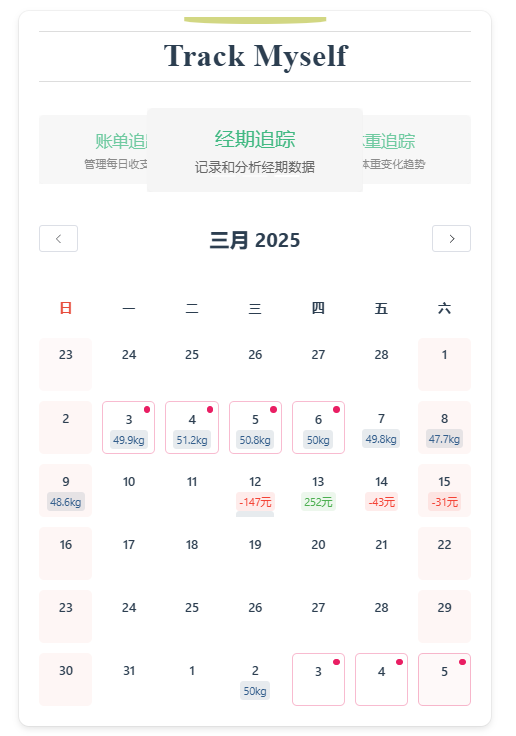 Track Myself
账单追
经期追踪
重追踪
管理每日收支
记录和分析经期数据
体重变化趋势
三月 2025
日 一 二 三 四 五 六
23 24 25 26 27 28 1
2 3 4 5 6 7 8
49.9kg 51.2kg 50.8kg 50kg 49.8kg 47.7kg
9 10 11 12 13 14 15
48.6kg -147元 252元 -43元 -31元
16 17 18 19 20 21 22
23 24 25 26 27 28 29
30 31 1 2 3 4 5
50kg